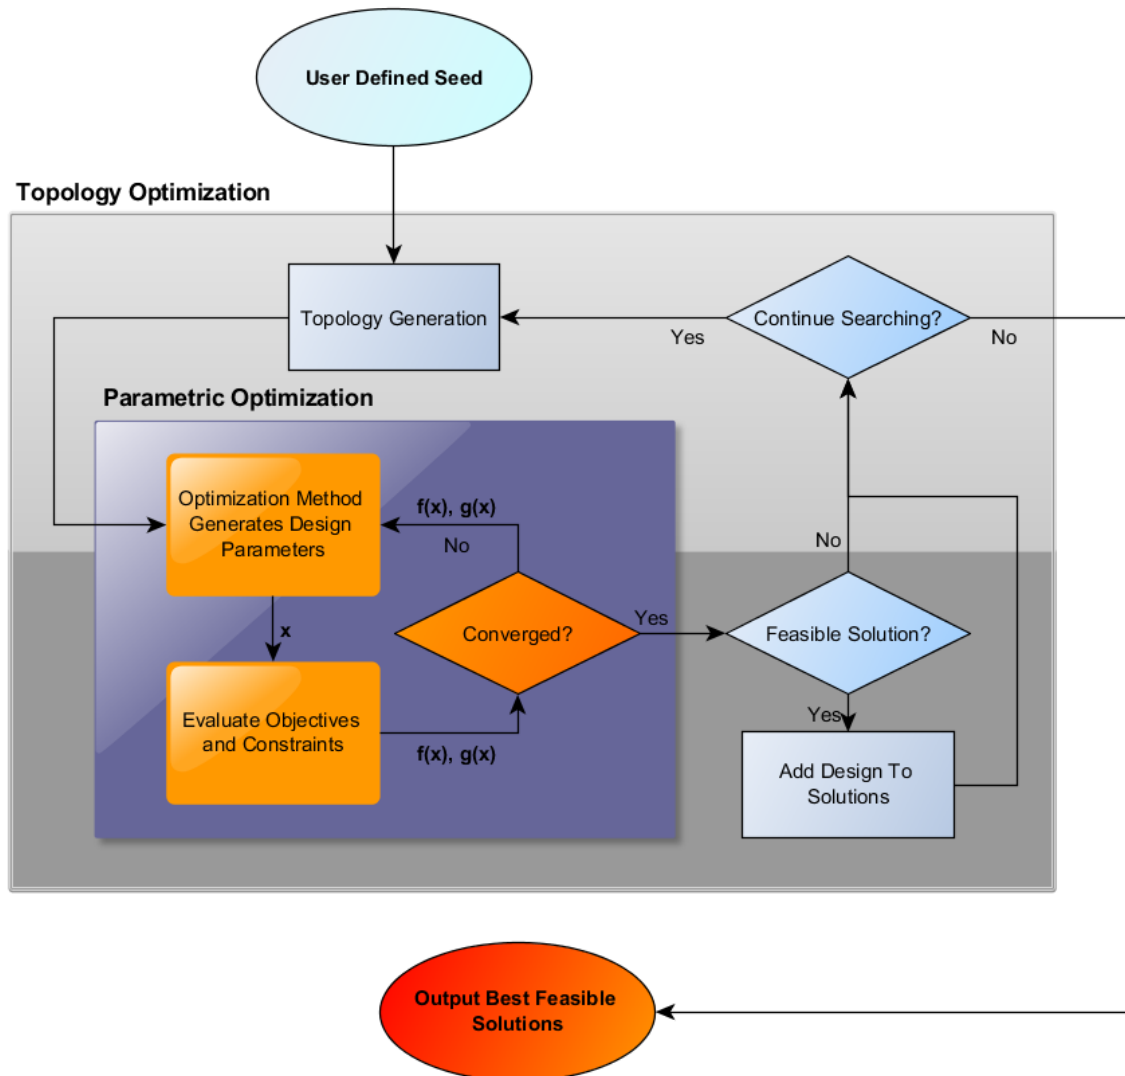 User Defined Seed
Topology Optimization
Topology Generation
Continue Searching?
Yes
No
Parametric Optimization
Optimization Method
Generates Design
Parameters
f(x), g(x)
No
x
Converged?
Yes
No
Feasible Solution?
Evaluate Objectives
and Constraints
f(x), g(x)
Yes
Add Design To
Solutions
Output Best Feasible
Solutions